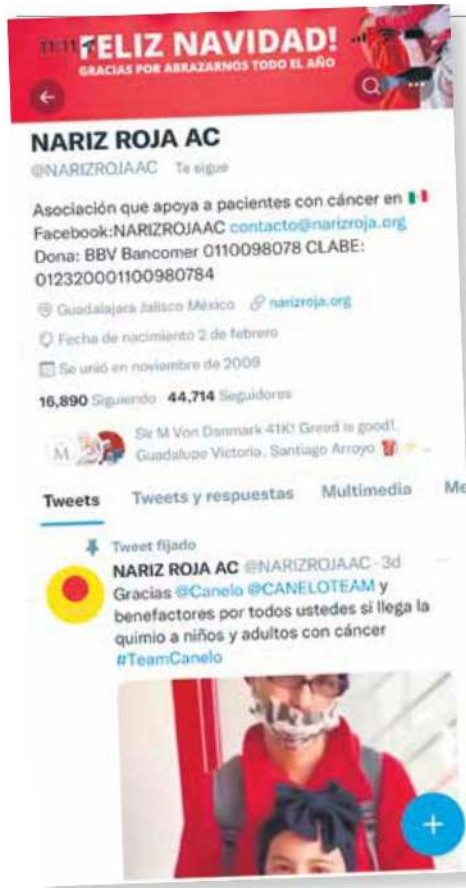 11:11
FELIZ NAVIDAD!
GRACIAS POR ABRAZARNOS TODO EL AÑO
NARIZ ROJA AC
@NARIZROJAAC Te sigue
Asociación que apoya a pacientes con cáncer en 🇲🇽
Facebook:NARIZROJAAC contacto@narizroja.org
Dona: BBV Bancomer 0110098078 CLABE:
012320001100980784
Guadalajara Jalisco México narizroja.org
Fecha de nacimiento 2 de febrero
Se unió en noviembre de 2009
16,890 Siguiendo 44,714 Seguidores
M
Sir M Von Danmark 41K! Greed is good!,
Guadalupe Victoria, Santiago Arroyo
Tweets Tweets y respuestas Multimedia Me
Tweet fijado
NARIZ ROJA AC @NARIZROJAAC · 3d
Gracias @Canelo @CANELOTEAM y
benefactores por todos ustedes si llega la
quimio a niños y adultos con cáncer
#TeamCanelo